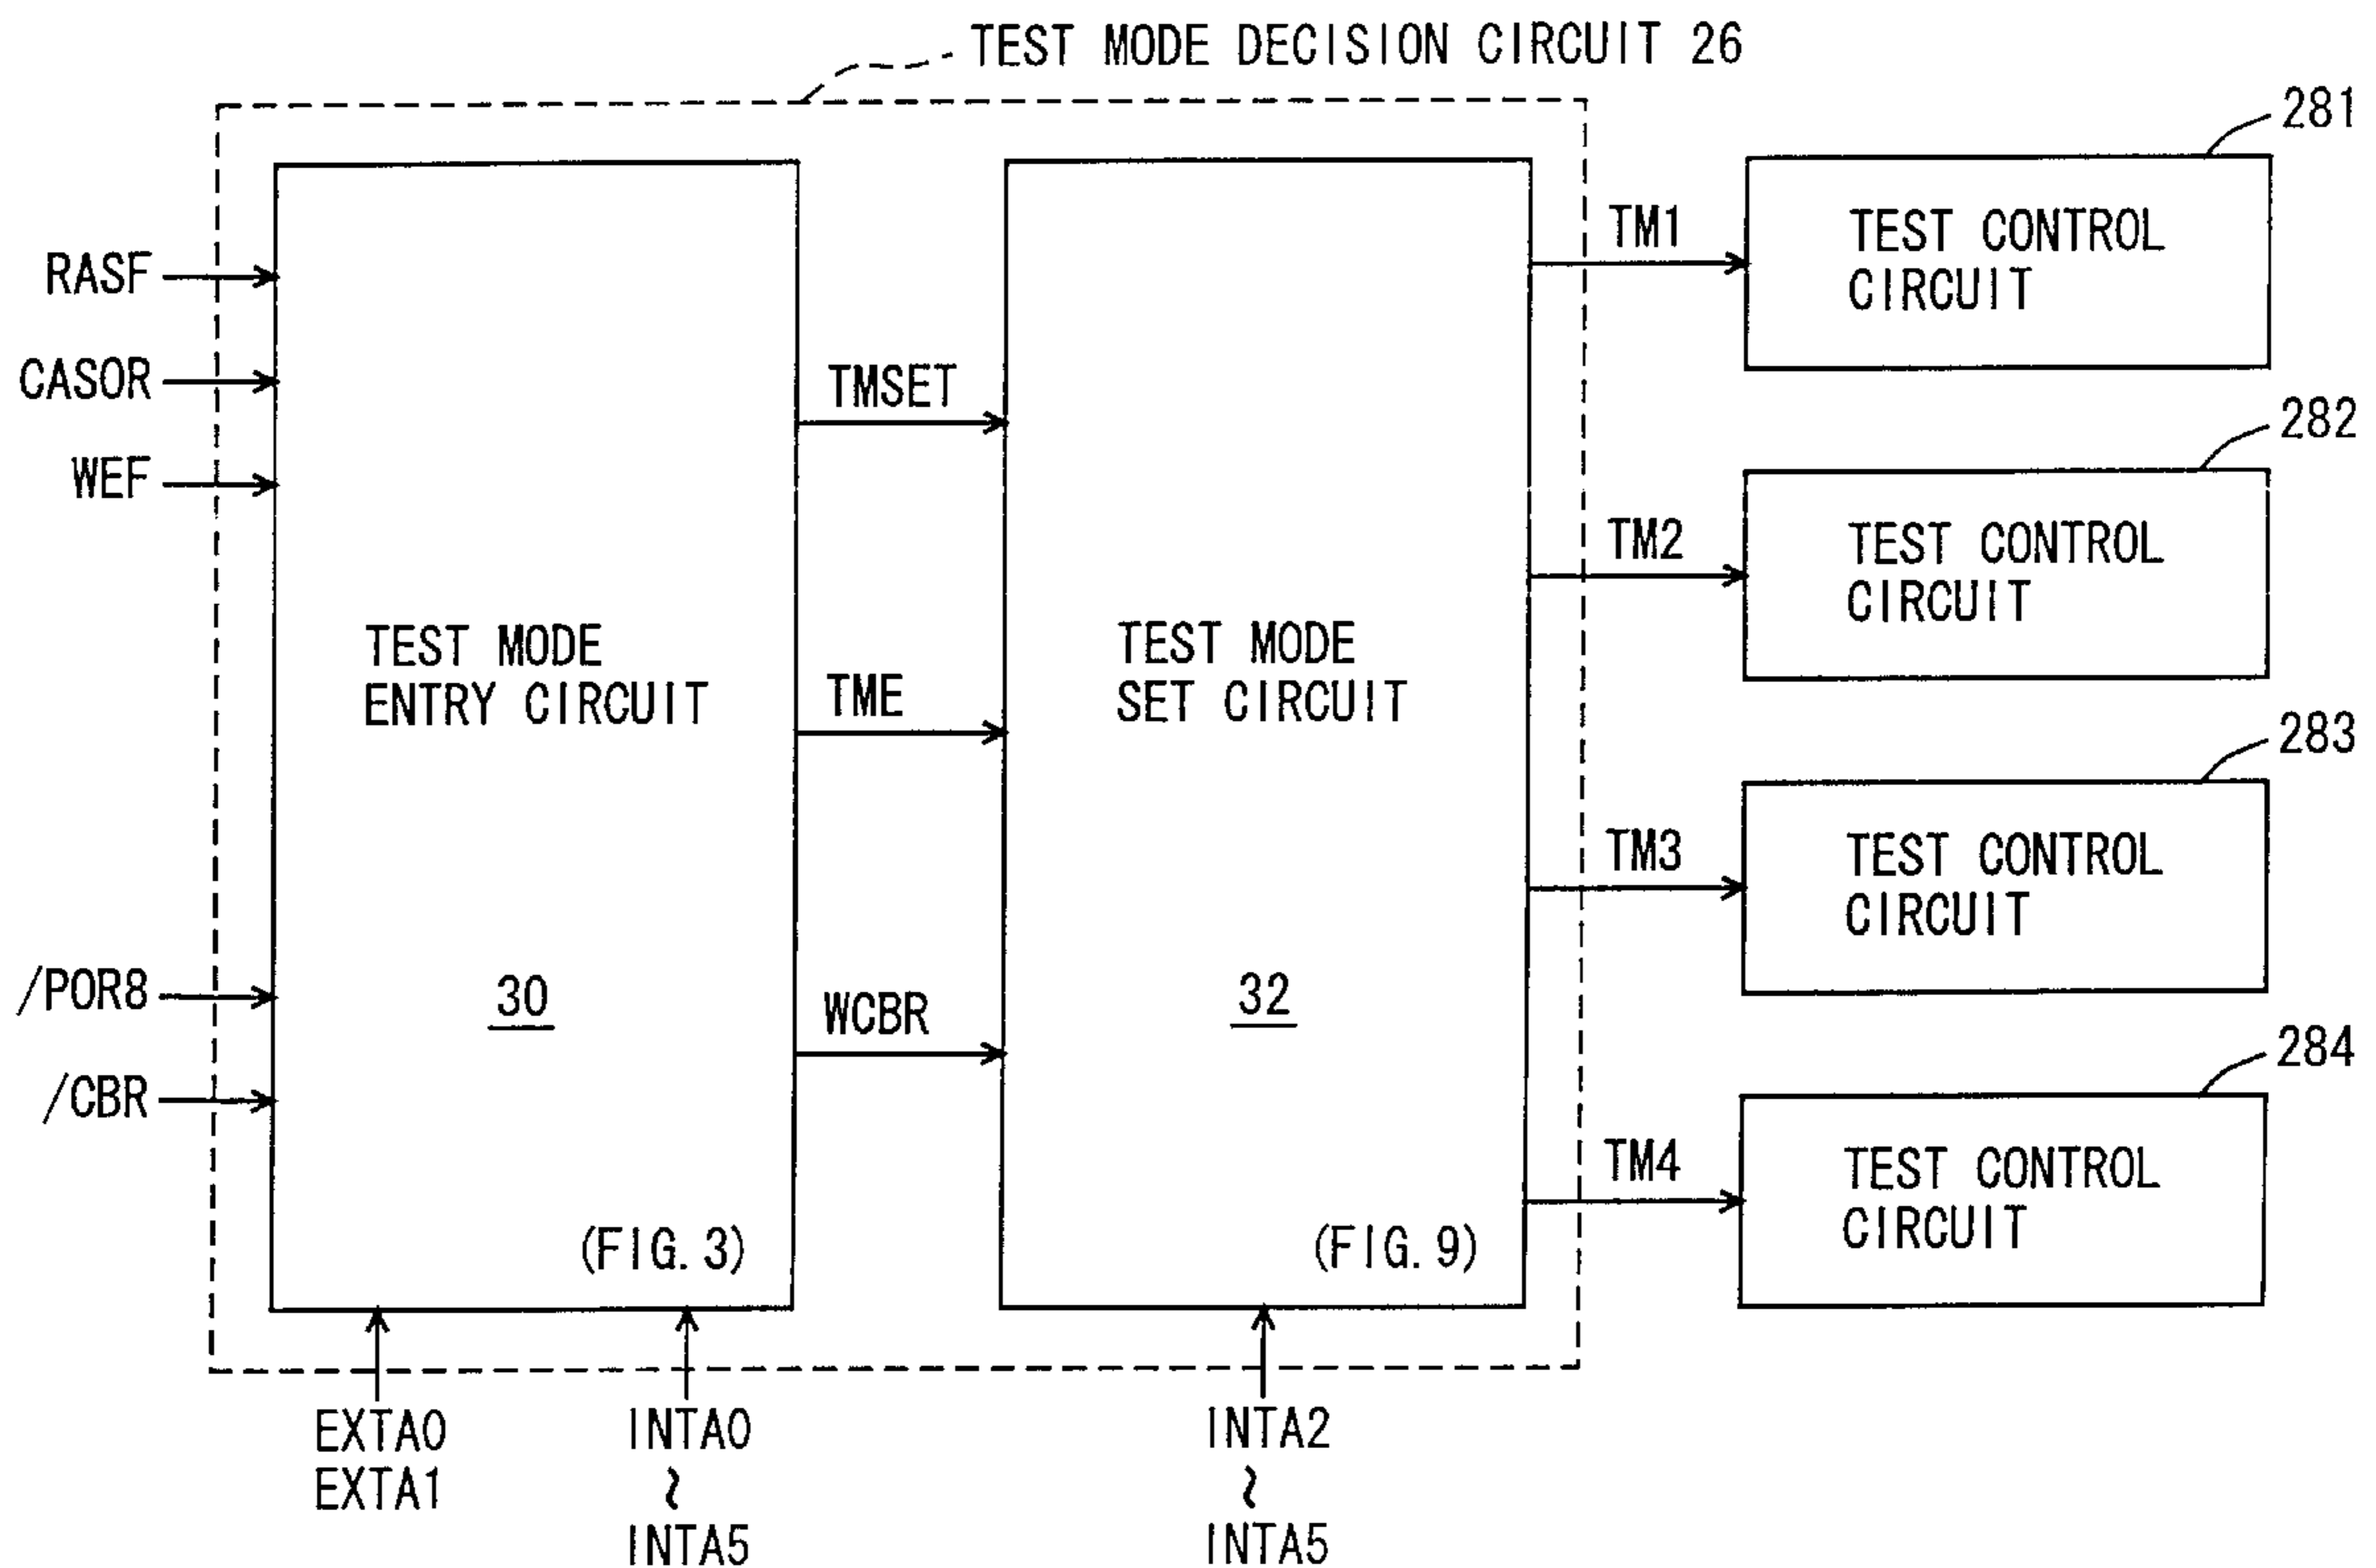 TEST MODE DECISION CIRCUIT 26
RASF
CASOR
WEF
/POR8
/CBR
TEST MODE
ENTRY CIRCUIT
30
(FIG.3)
EXTA0
EXTA1
INTA0
~
INTA5
TMSET
TME
WCBR
TEST MODE
SET CIRCUIT
32
(FIG.9)
INTA2
~
INTA5
TM1
TM2
TM3
TM4
281
TEST CONTROL
CIRCUIT
282
TEST CONTROL
CIRCUIT
283
TEST CONTROL
CIRCUIT
284
TEST CONTROL
CIRCUIT